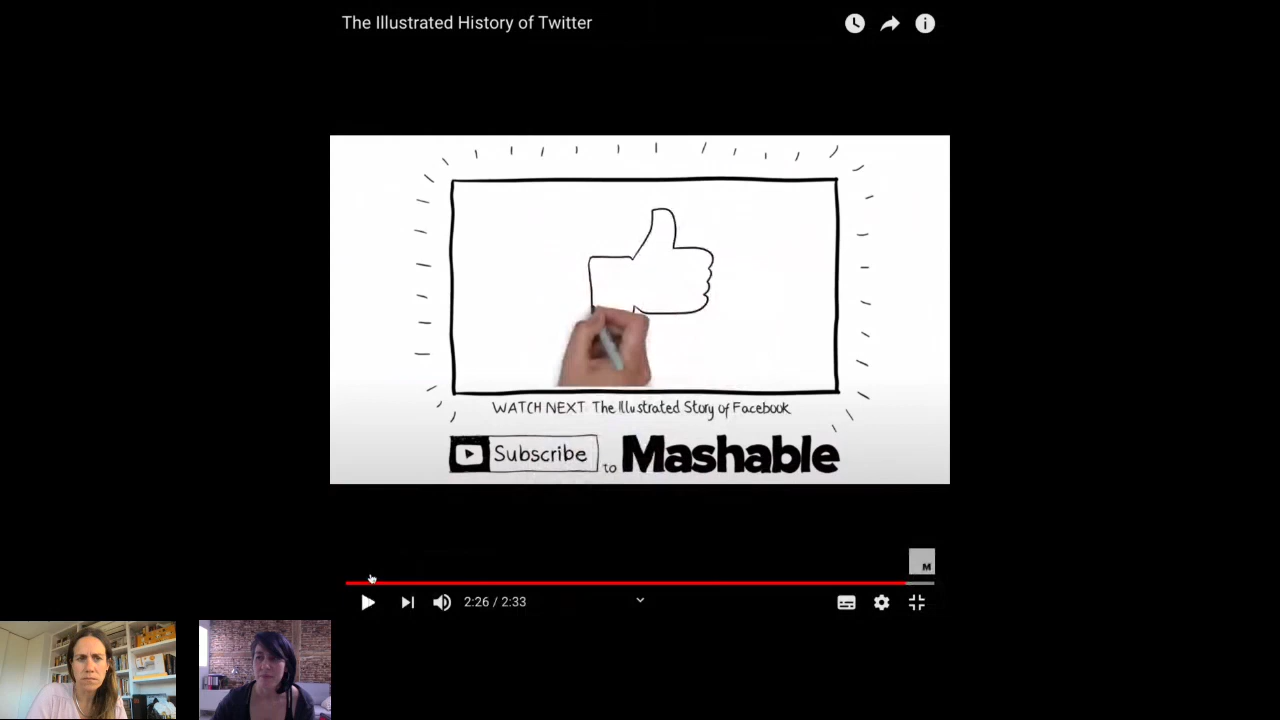 The Illustrated History of Twitter
WATCH NEXT The Illustrated Story of Facebook
Subscribe to Mashable
M
2:26 / 2:33